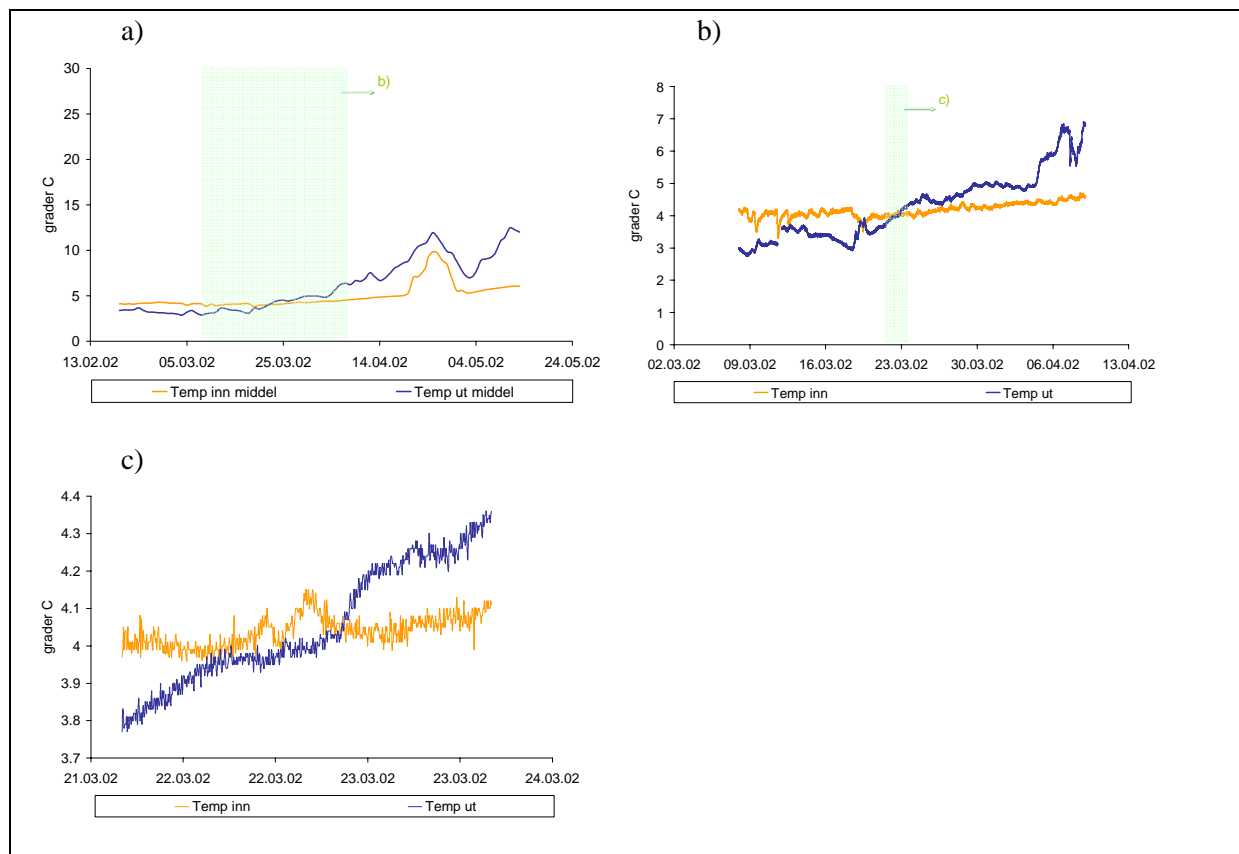 a)
30
25
20
15
10
5
0
grader C
b)
13.02.02 05.03.02 25.03.02 14.04.02 04.05.02 24.05.02
Temp inn middel Temp ut middel
b)
8
7
6
5
4
3
2
1
0
grader C
c)
02.03.02 09.03.02 16.03.02 23.03.02 30.03.02 06.04.02 13.04.02
Temp inn Temp ut
c)
4.4
4.3
4.2
4.1
4
3.9
3.8
3.7
grader C
21.03.02 22.03.02 22.03.02 23.03.02 23.03.02 24.03.02
Temp inn Temp ut